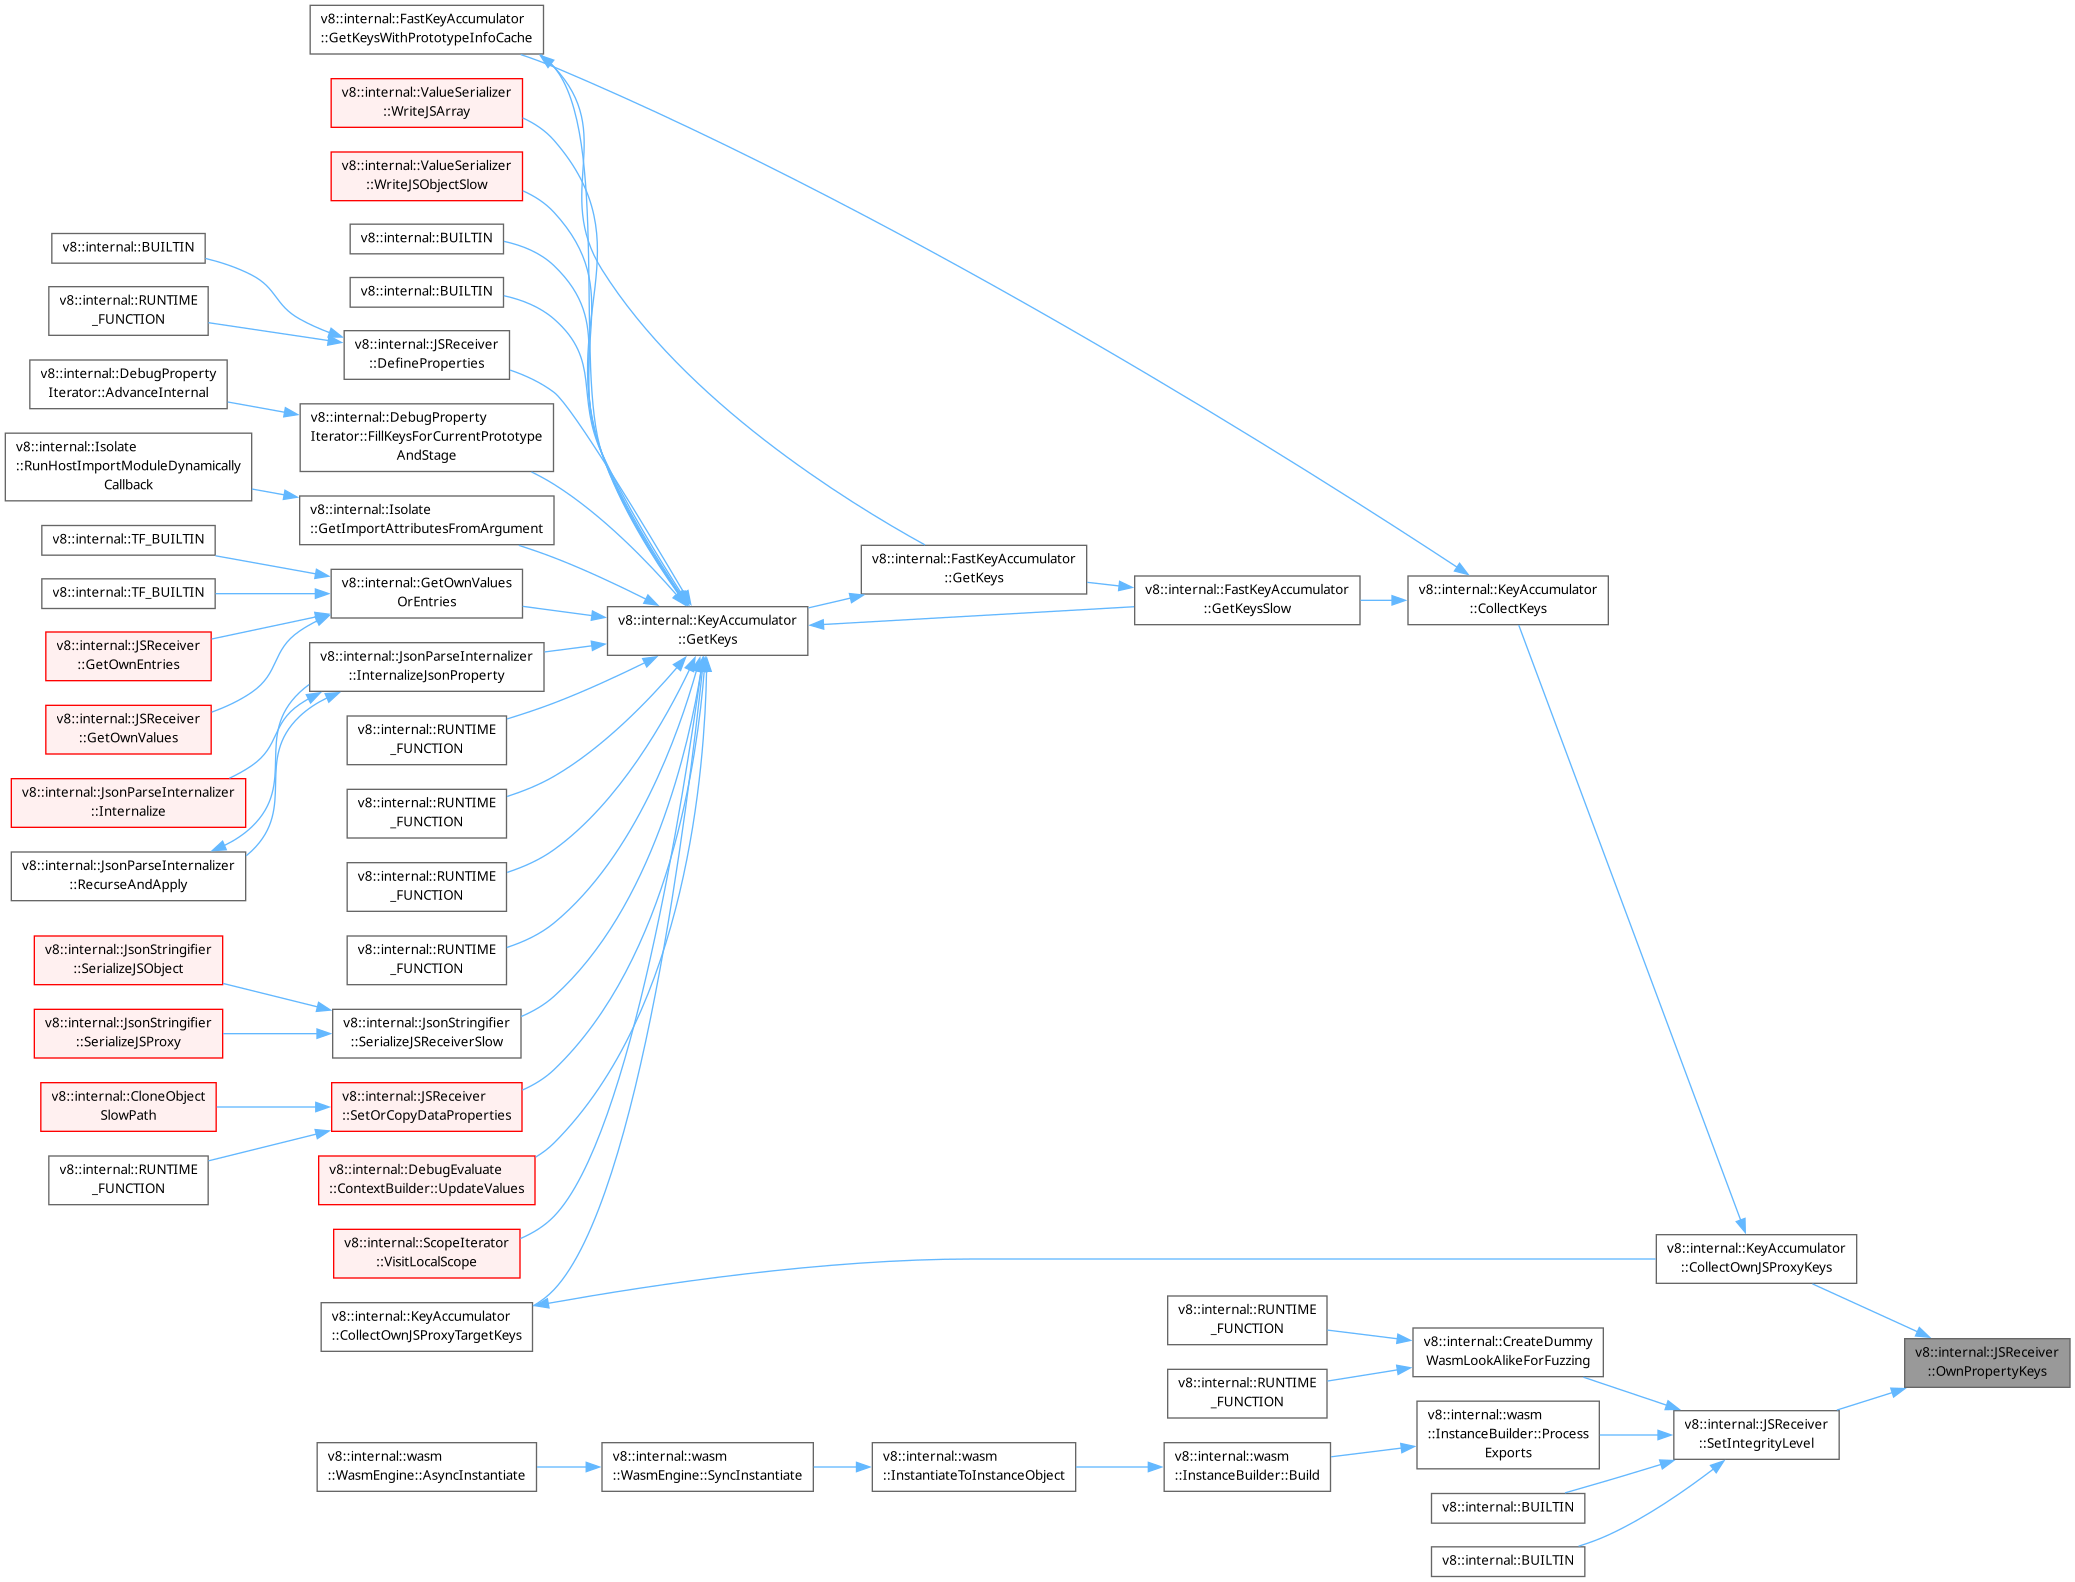 v8::internal::FastKeyAccumulator
::GetKeysWithPrototypeInfoCache
v8::internal::ValueSerializer
::WriteJSArray
v8::internal::ValueSerializer
::WriteJSObjectSlow
v8::internal::BUILTIN
v8::internal::BUILTIN
v8::internal::BUILTIN
v8::internal::RUNTIME
_FUNCTION
v8::internal::JSReceiver
::DefineProperties
v8::internal::DebugProperty
Iterator::AdvanceInternal
v8::internal::DebugProperty
Iterator::FillKeysForCurrentPrototype
AndStage
v8::internal::Isolate
::RunHostImportModuleDynamically
Callback
v8::internal::Isolate
::GetImportAttributesFromArgument
v8::internal::TF_BUILTIN
v8::internal::TF_BUILTIN
v8::internal::GetOwnValues
OrEntries
v8::internal::JSReceiver
::GetOwnEntries
v8::internal::JSReceiver
::GetOwnValues
v8::internal::JsonParseInternalizer
::InternalizeJsonProperty
v8::internal::JsonParseInternalizer
::Internalize
v8::internal::JsonParseInternalizer
::RecurseAndApply
v8::internal::KeyAccumulator
::GetKeys
v8::internal::FastKeyAccumulator
::GetKeys
v8::internal::FastKeyAccumulator
::GetKeysSlow
v8::internal::KeyAccumulator
::CollectKeys
v8::internal::RUNTIME
_FUNCTION
v8::internal::RUNTIME
_FUNCTION
v8::internal::RUNTIME
_FUNCTION
v8::internal::RUNTIME
_FUNCTION
v8::internal::JsonStringifier
::SerializeJSObject
v8::internal::JsonStringifier
::SerializeJSProxy
v8::internal::JsonStringifier
::SerializeJSReceiverSlow
v8::internal::CloneObject
SlowPath
v8::internal::RUNTIME
_FUNCTION
v8::internal::JSReceiver
::SetOrCopyDataProperties
v8::internal::DebugEvaluate
::ContextBuilder::UpdateValues
v8::internal::ScopeIterator
::VisitLocalScope
v8::internal::KeyAccumulator
::CollectOwnJSProxyTargetKeys
v8::internal::KeyAccumulator
::CollectOwnJSProxyKeys
v8::internal::JSReceiver
::OwnPropertyKeys
v8::internal::RUNTIME
_FUNCTION
v8::internal::RUNTIME
_FUNCTION
v8::internal::CreateDummy
WasmLookAlikeForFuzzing
v8::internal::JSReceiver
::SetIntegrityLevel
v8::internal::wasm
::InstanceBuilder::Process
Exports
v8::internal::wasm
::WasmEngine::AsyncInstantiate
v8::internal::wasm
::WasmEngine::SyncInstantiate
v8::internal::wasm
::InstantiateToInstanceObject
v8::internal::wasm
::InstanceBuilder::Build
v8::internal::BUILTIN
v8::internal::BUILTIN